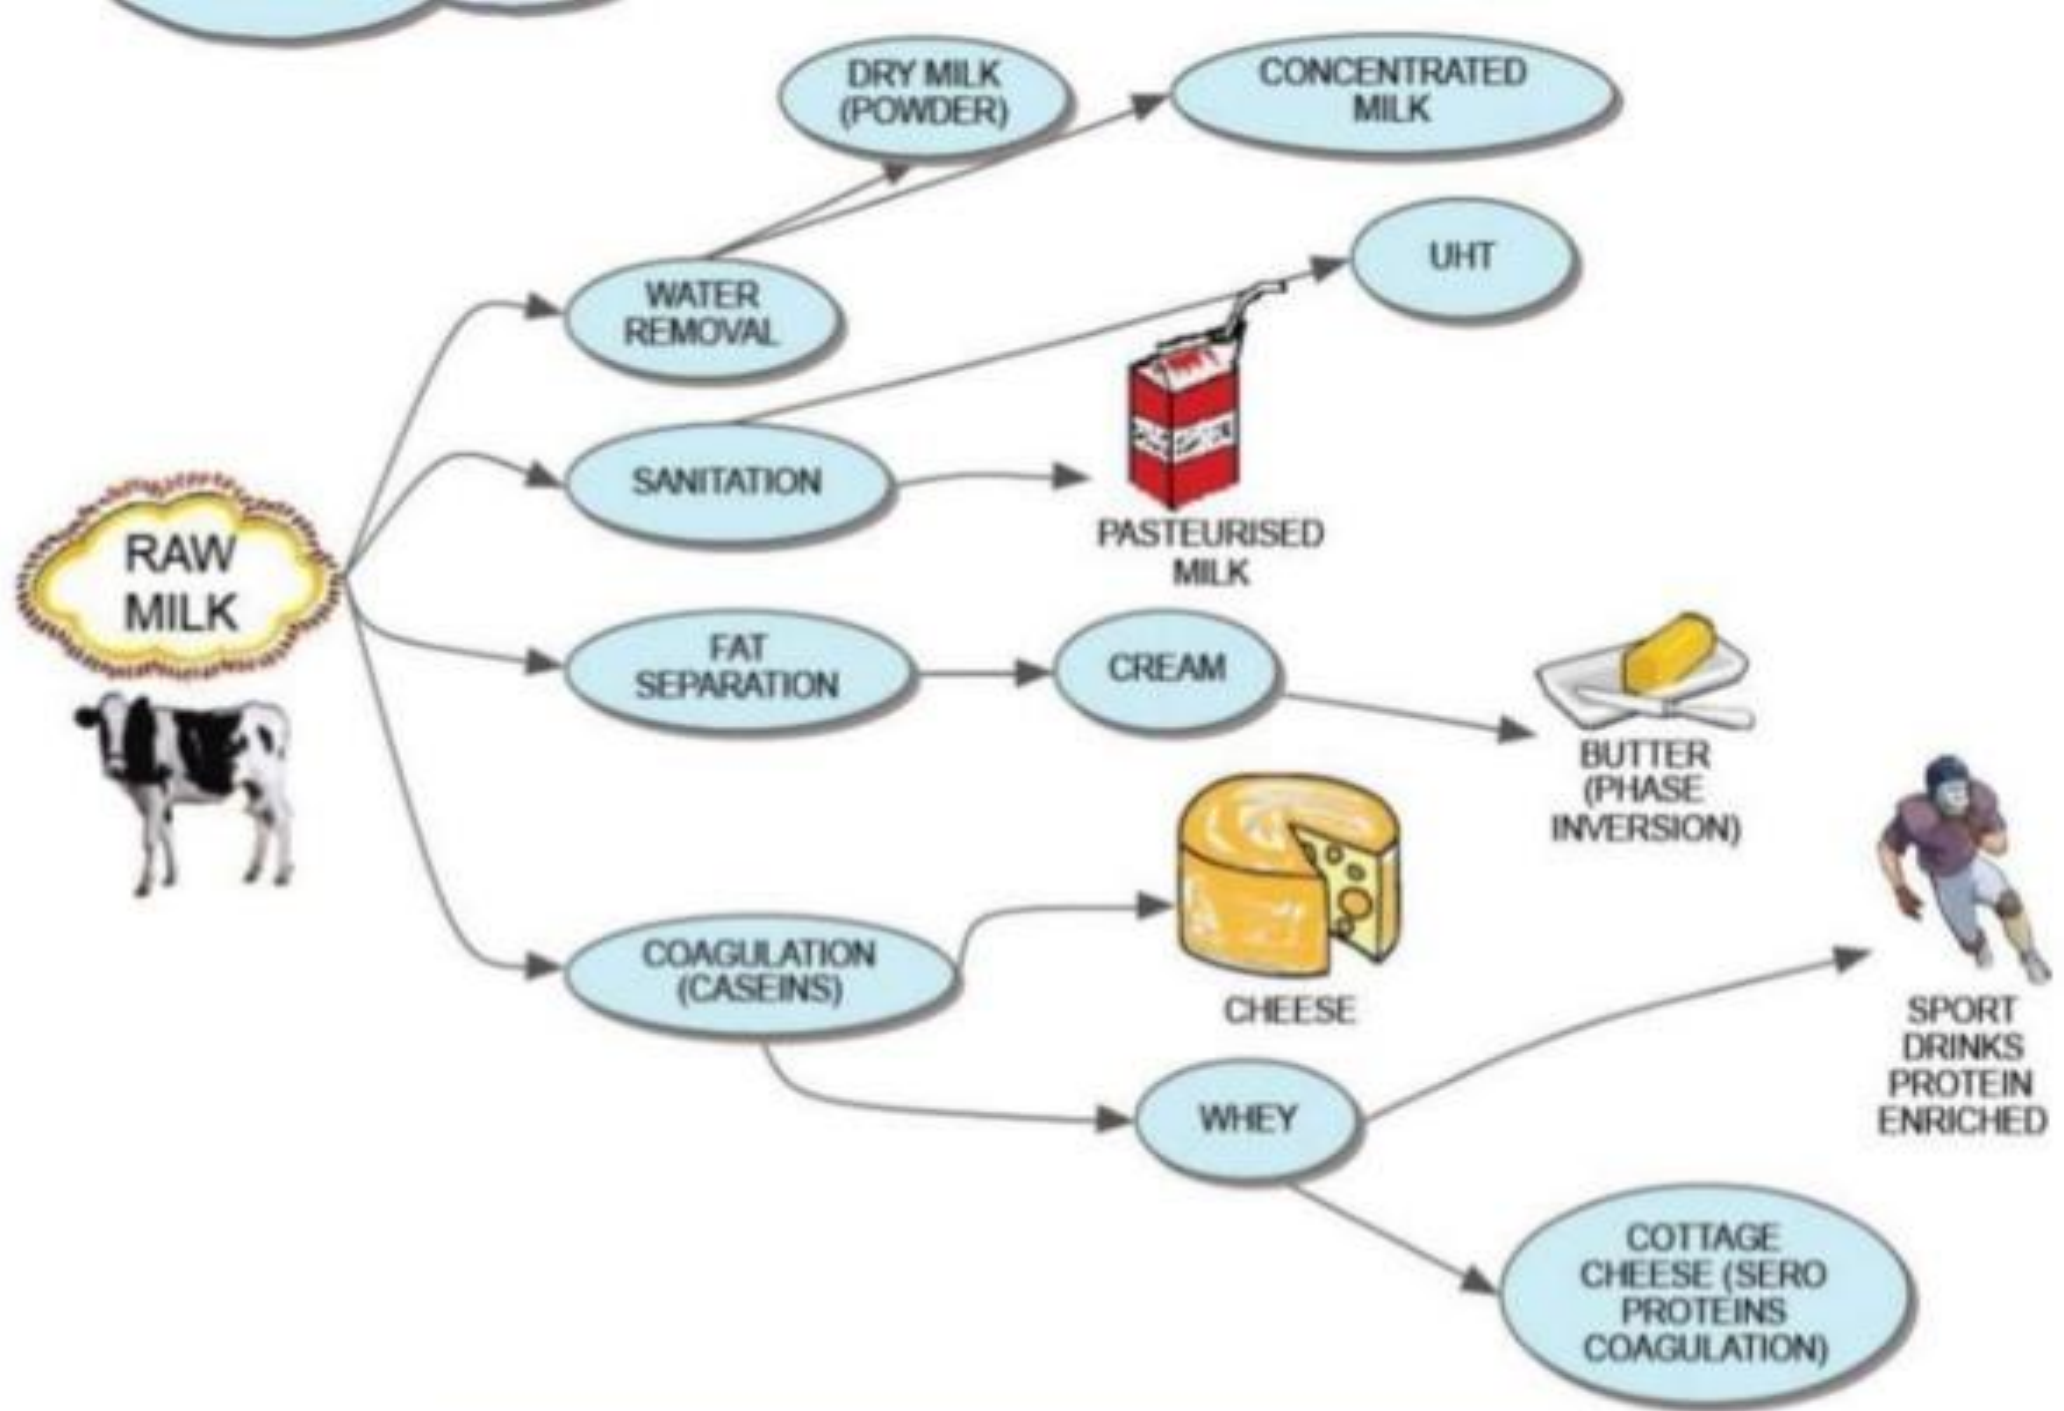 DRY MILK
(POWDER)
CONCENTRATED
MILK
UHT
WATER
REMOVAL
SANITATION
PASTEURISED
MILK
RAW
MILK
FAT
SEPARATION
CREAM
BUTTER
(PHASE
INVERSION)
COAGULATION
(CASEINS)
CHEESE
SPORT
DRINKS
PROTEIN
ENRICHED
WHEY
COTTAGE
CHEESE (SERO
PROTEINS
COAGULATION)